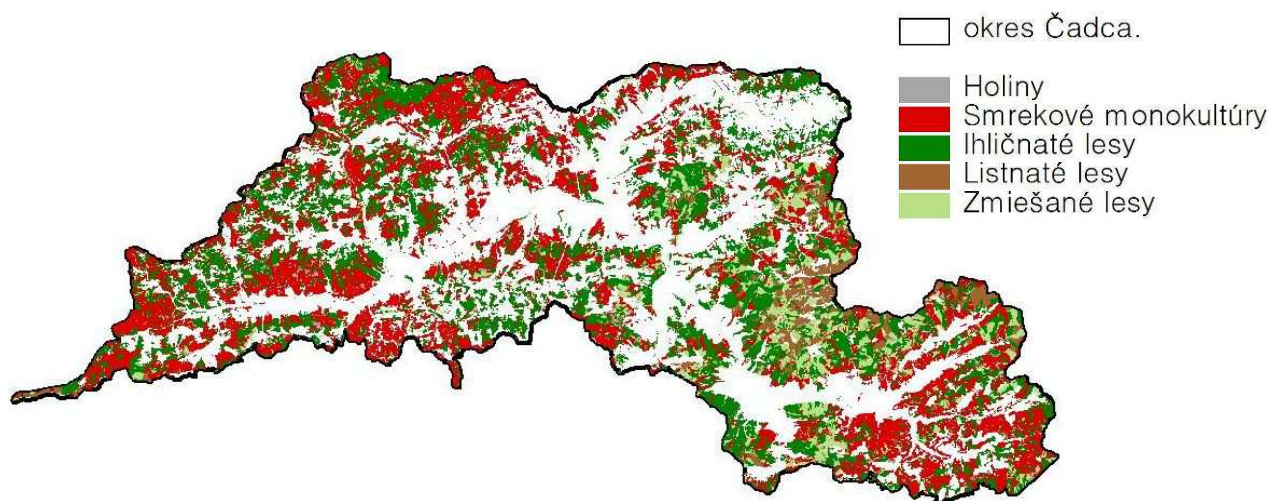 okres Čadca.
Holiny
Smrekové monokultúry
Ihličnaté lesy
Listnaté lesy
Zmiešané lesy